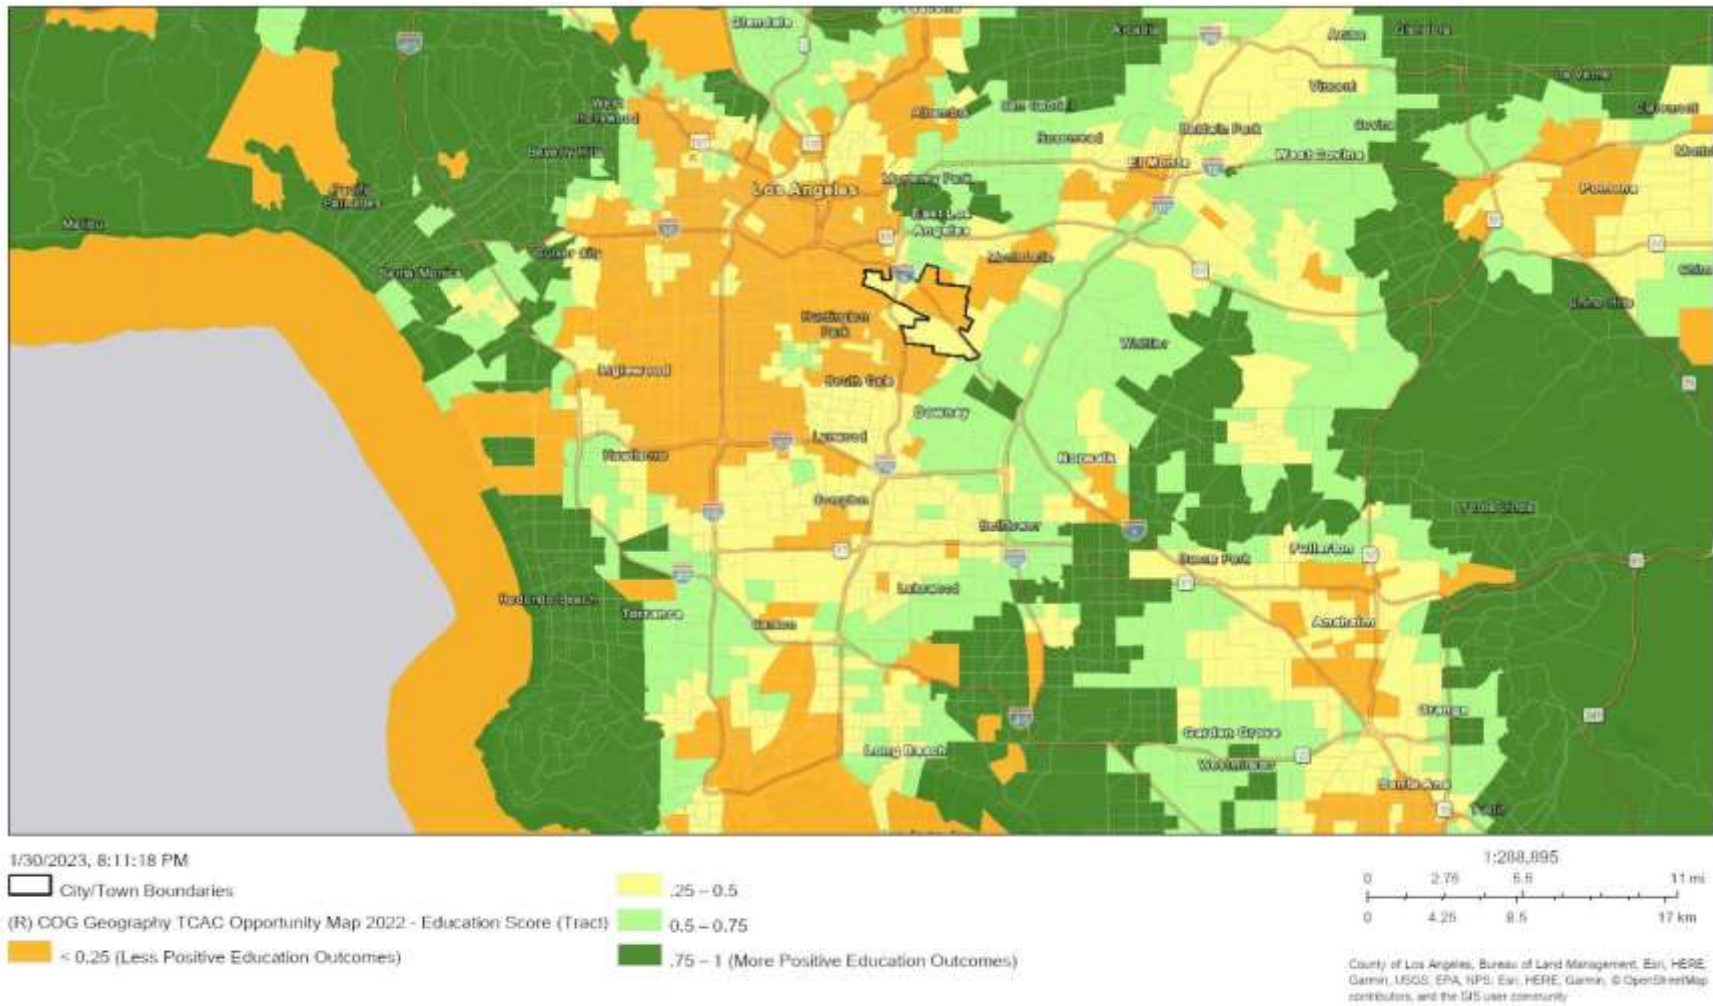 Glendale
Arcadia
Azusa
Glendora
Vincent
La Verne
West Hollywood
Alhambra
San Gabriel
Claremont
Beverly Hills
Rosemead
Baldwin Park
Covina
El Monte
West Covina
Los Angeles
Monterey Park
Pomona
Pacific Palisades
Malibu
East Los Angeles
Culver City
Montebello
Santa Monica
Chino Hills
Huntington Park
Whittier
Inglewood
South Gate
Downey
Lynwood
Hawthorne
Norwalk
Compton
Yorba Linda
Bellflower
Buena Park
Fullerton
Redondo Beach
Lakewood
Torrance
Carson
Anaheim
Orange
Garden Grove
Long Beach
Westminster
Santa Ana
Tustin
1/30/2023, 8:11:18 PM
City/Town Boundaries
(R) COG Geography TCAC Opportunity Map 2022 - Education Score (Tract)
< 0.25 (Less Positive Education Outcomes)
.25 – 0.5
0.5 – 0.75
.75 – 1 (More Positive Education Outcomes)
1:288,895
0 2.75 5.5 11 mi
0 4.25 8.5 17 km
County of Los Angeles, Bureau of Land Management, Esri, HERE,
Garmin, USGS, EPA, NPS, Esri, HERE, Garmin, © OpenStreetMap
contributors, and the GIS user community